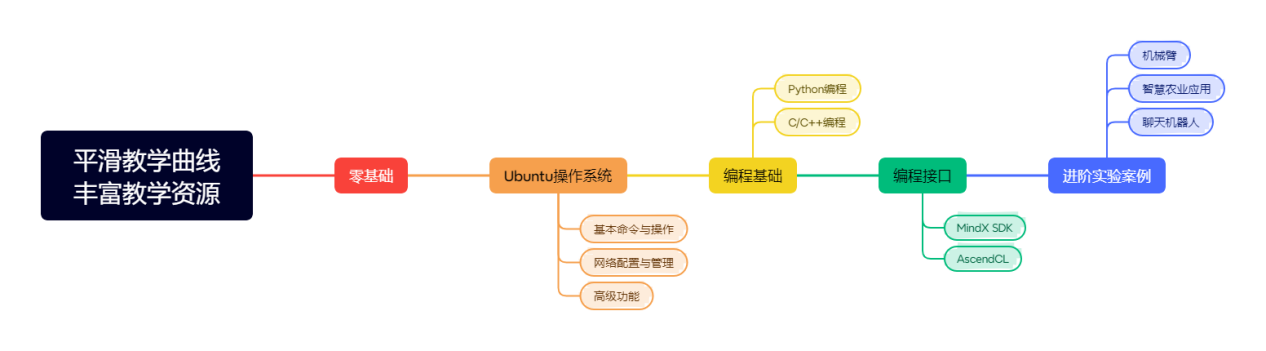 平滑教学曲线
丰富教学资源
零基础
Ubuntu操作系统
基本命令与操作
网络配置与管理
高级功能
编程基础
Python编程
C/C++编程
编程接口
MindX SDK
AscendCL
进阶实验案例
机械臂
智慧农业应用
聊天机器人